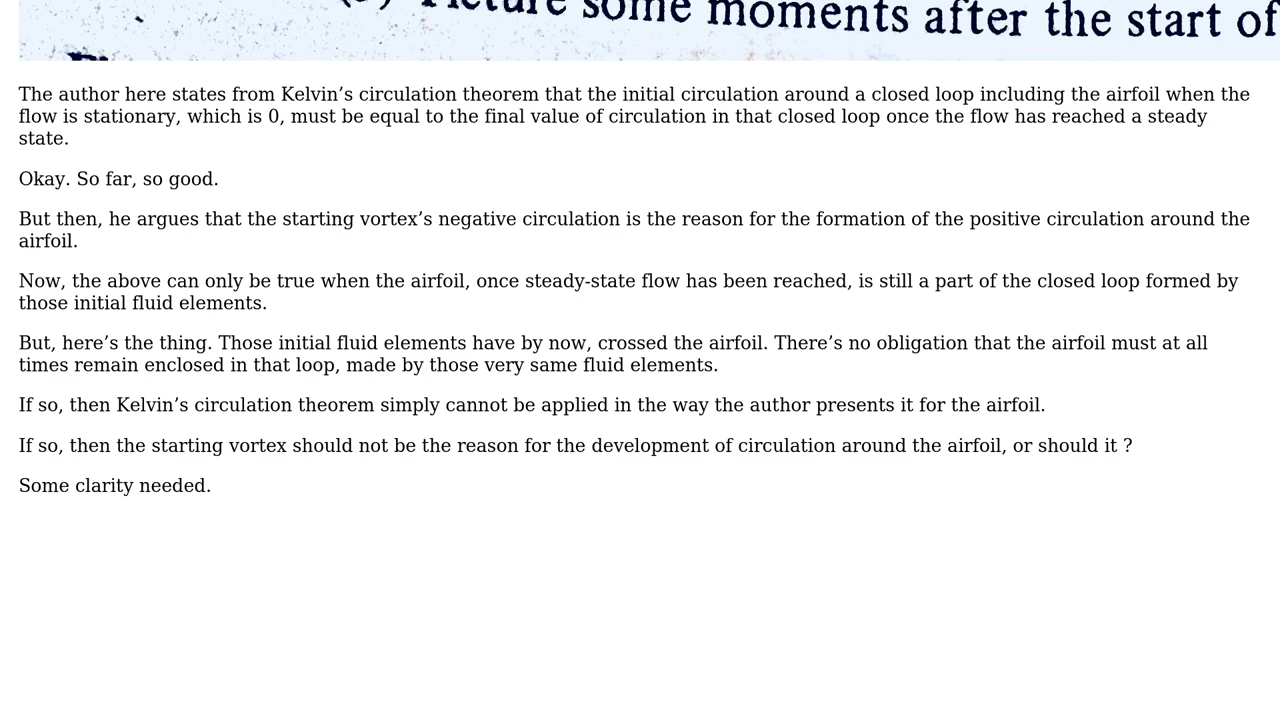 Picture some moments after the start of
The author here states from Kelvin’s circulation theorem that the initial circulation around a closed loop including the airfoil when the
flow is stationary, which is 0, must be equal to the final value of circulation in that closed loop once the flow has reached a steady
state.
Okay. So far, so good.
But then, he argues that the starting vortex’s negative circulation is the reason for the formation of the positive circulation around the
airfoil.
Now, the above can only be true when the airfoil, once steady-state flow has been reached, is still a part of the closed loop formed by
those initial fluid elements.
But, here’s the thing. Those initial fluid elements have by now, crossed the airfoil. There’s no obligation that the airfoil must at all
times remain enclosed in that loop, made by those very same fluid elements.
If so, then Kelvin’s circulation theorem simply cannot be applied in the way the author presents it for the airfoil.
If so, then the starting vortex should not be the reason for the development of circulation around the airfoil, or should it ?
Some clarity needed.